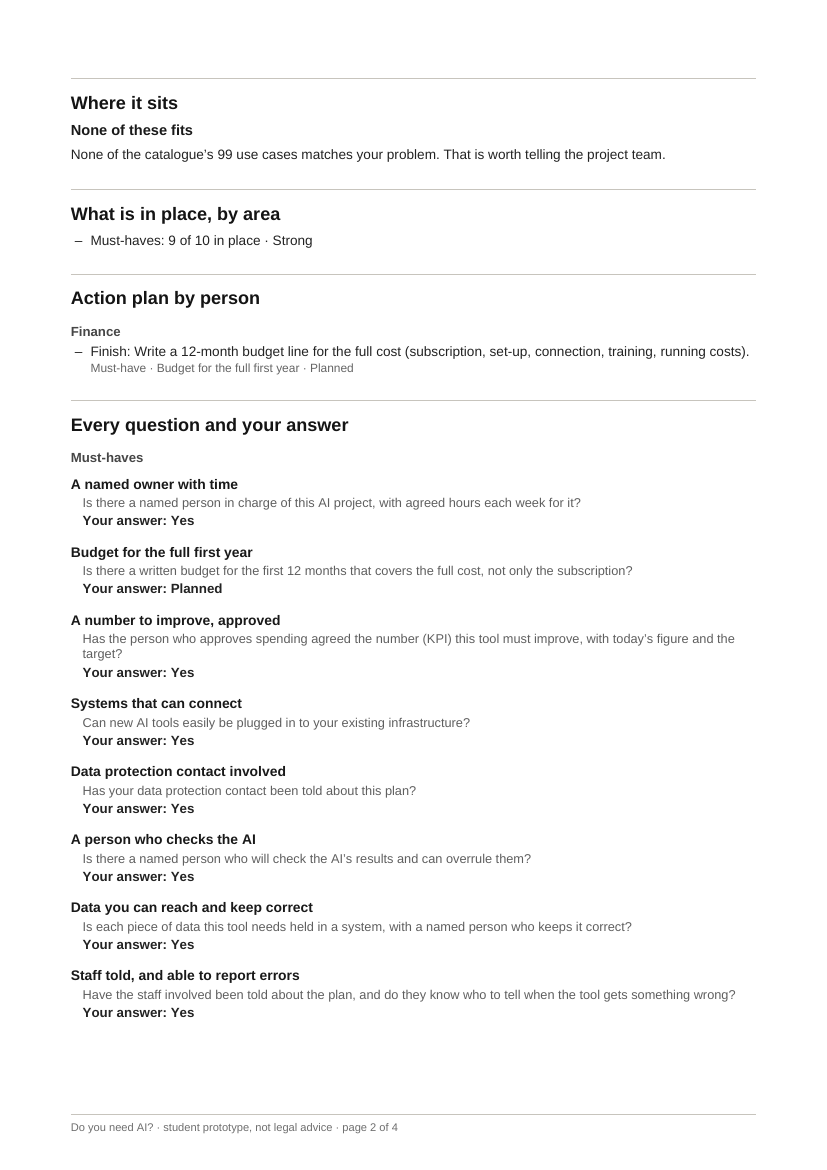 Where it sits
None of these fits
None of the catalogue’s 99 use cases matches your problem. That is worth telling the project team.
What is in place, by area
– Must-haves: 9 of 10 in place · Strong
Action plan by person
Finance
– Finish: Write a 12-month budget line for the full cost (subscription, set-up, connection, training, running costs).
Must-have · Budget for the full first year · Planned
Every question and your answer
Must-haves
A named owner with time
Is there a named person in charge of this AI project, with agreed hours each week for it?
Your answer: Yes
Budget for the full first year
Is there a written budget for the first 12 months that covers the full cost, not only the subscription?
Your answer: Planned
A number to improve, approved
Has the person who approves spending agreed the number (KPI) this tool must improve, with today’s figure and the
target?
Your answer: Yes
Systems that can connect
Can new AI tools easily be plugged in to your existing infrastructure?
Your answer: Yes
Data protection contact involved
Has your data protection contact been told about this plan?
Your answer: Yes
A person who checks the AI
Is there a named person who will check the AI’s results and can overrule them?
Your answer: Yes
Data you can reach and keep correct
Is each piece of data this tool needs held in a system, with a named person who keeps it correct?
Your answer: Yes
Staff told, and able to report errors
Have the staff involved been told about the plan, and do they know who to tell when the tool gets something wrong?
Your answer: Yes
Do you need AI? · student prototype, not legal advice · page 2 of 4